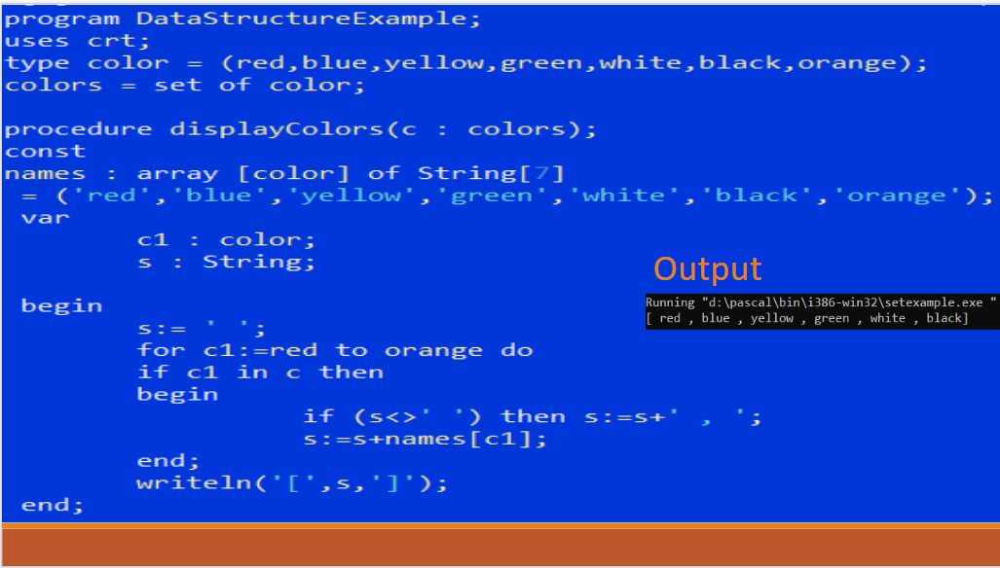 program DataStructureExample;
uses crt;
type color = (red,blue,yellow,green,white,black,orange);
colors = set of color;
procedure displayColors(c : colors);
const
names : array [color] of String[7]
= ('red','blue','yellow','green','white','black','orange');
var
c1 : color;
s : String;
begin
s:= ' ';
for c1:=red to orange do
if c1 in c then
begin
if (s<>' ') then s:=s+' , ';
s:=s+names[c1];
end;
writeln('[',s,']');
end;
Output
Running "d:\pascal\bin\i386-win32\setexample.exe "
[ red , blue , yellow , green , white , black]